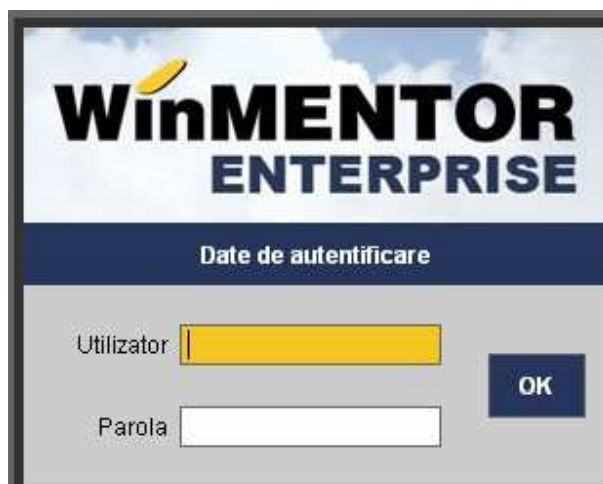 WinMENTOR
ENTERPRISE
Date de autentificare
Utilizator
OK
Parola